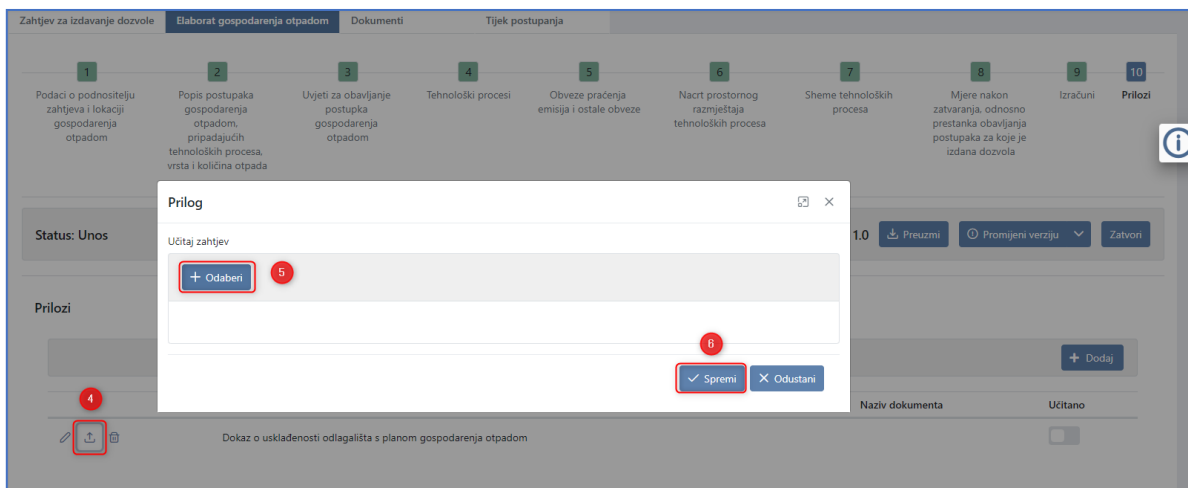 Zahtjev za izdavanje dozvole
Elaborat gospodarenja otpadom
Dokumenti
Tijek postupanja
1
Podaci o podnositelju
zahtjeva i lokaciji
gospodarenja
otpadom
2
Popis postupaka
gospodarenja
otpadom,
pripadajućih
tehnoloških procesa,
vrsta i količina otpada
3
Uvjeti za obavljanje
postupka
gospodarenja
otpadom
4
Tehnološki procesi
5
Obveze praćenja
emisija i ostale obveze
6
Nacrt prostornog
razmještaja
tehnoloških procesa
7
Sheme tehnoloških
procesa
8
Mjere nakon
zatvaranja, odnosno
prestanka obavljanja
postupaka za koje je
izdana dozvola
9
Izračuni
10
Prilozi
Status: Unos
1.0
Preuzmi
Promijeni verziju
Zatvori
Prilog
Učitaj zahtjev
+ Odaberi
5
6
Spremi
Odustani
Prilozi
+ Dodaj
4
Naziv dokumenta
Učitano
Dokaz o usklađenosti odlagališta s planom gospodarenja otpadom